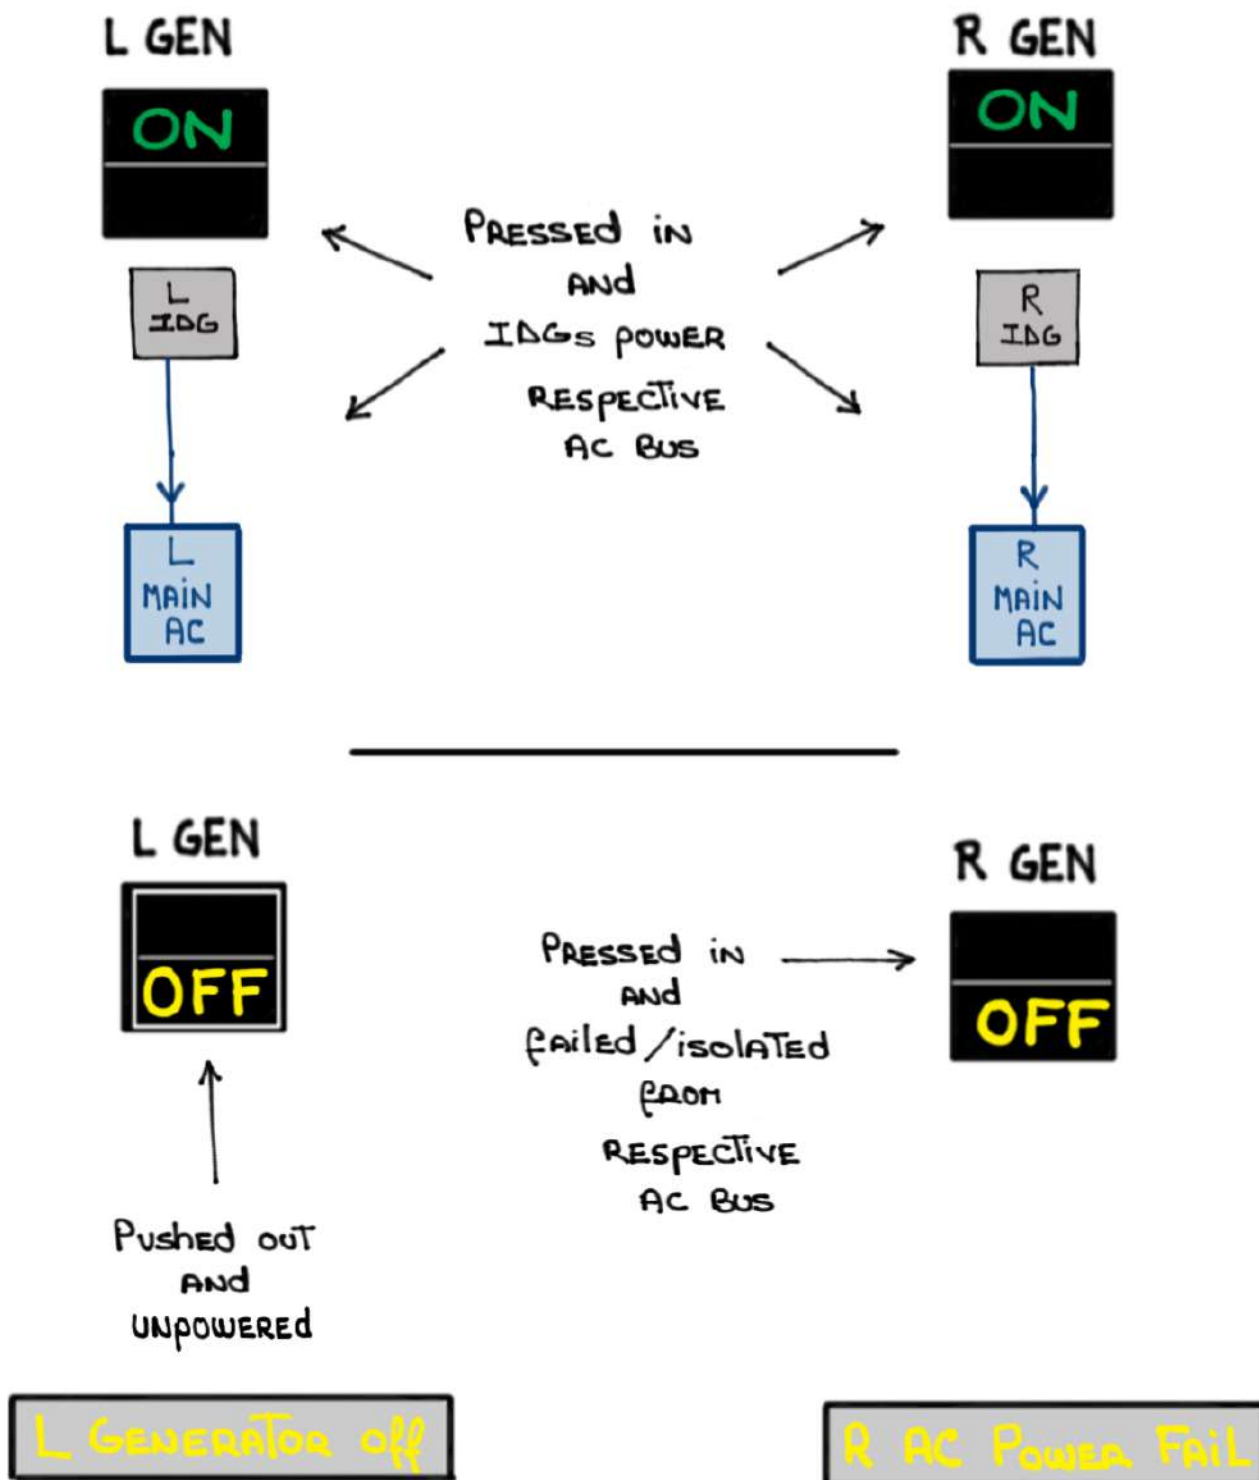 L GEN
ON
L
IDG
L
MAIN
AC
PRESSED IN
AND
IDGs POWER
RESPECTIVE
AC BUS
R GEN
ON
R
IDG
R
MAIN
AC
L GEN
OFF
PUSHED OUT
AND
UNPOWERED
L GENERATOR Off
PRESSED IN
AND
fAILED/ISOLATED
fROM
RESPECTIVE
AC BUS
R GEN
OFF
R AC POWER FAIL